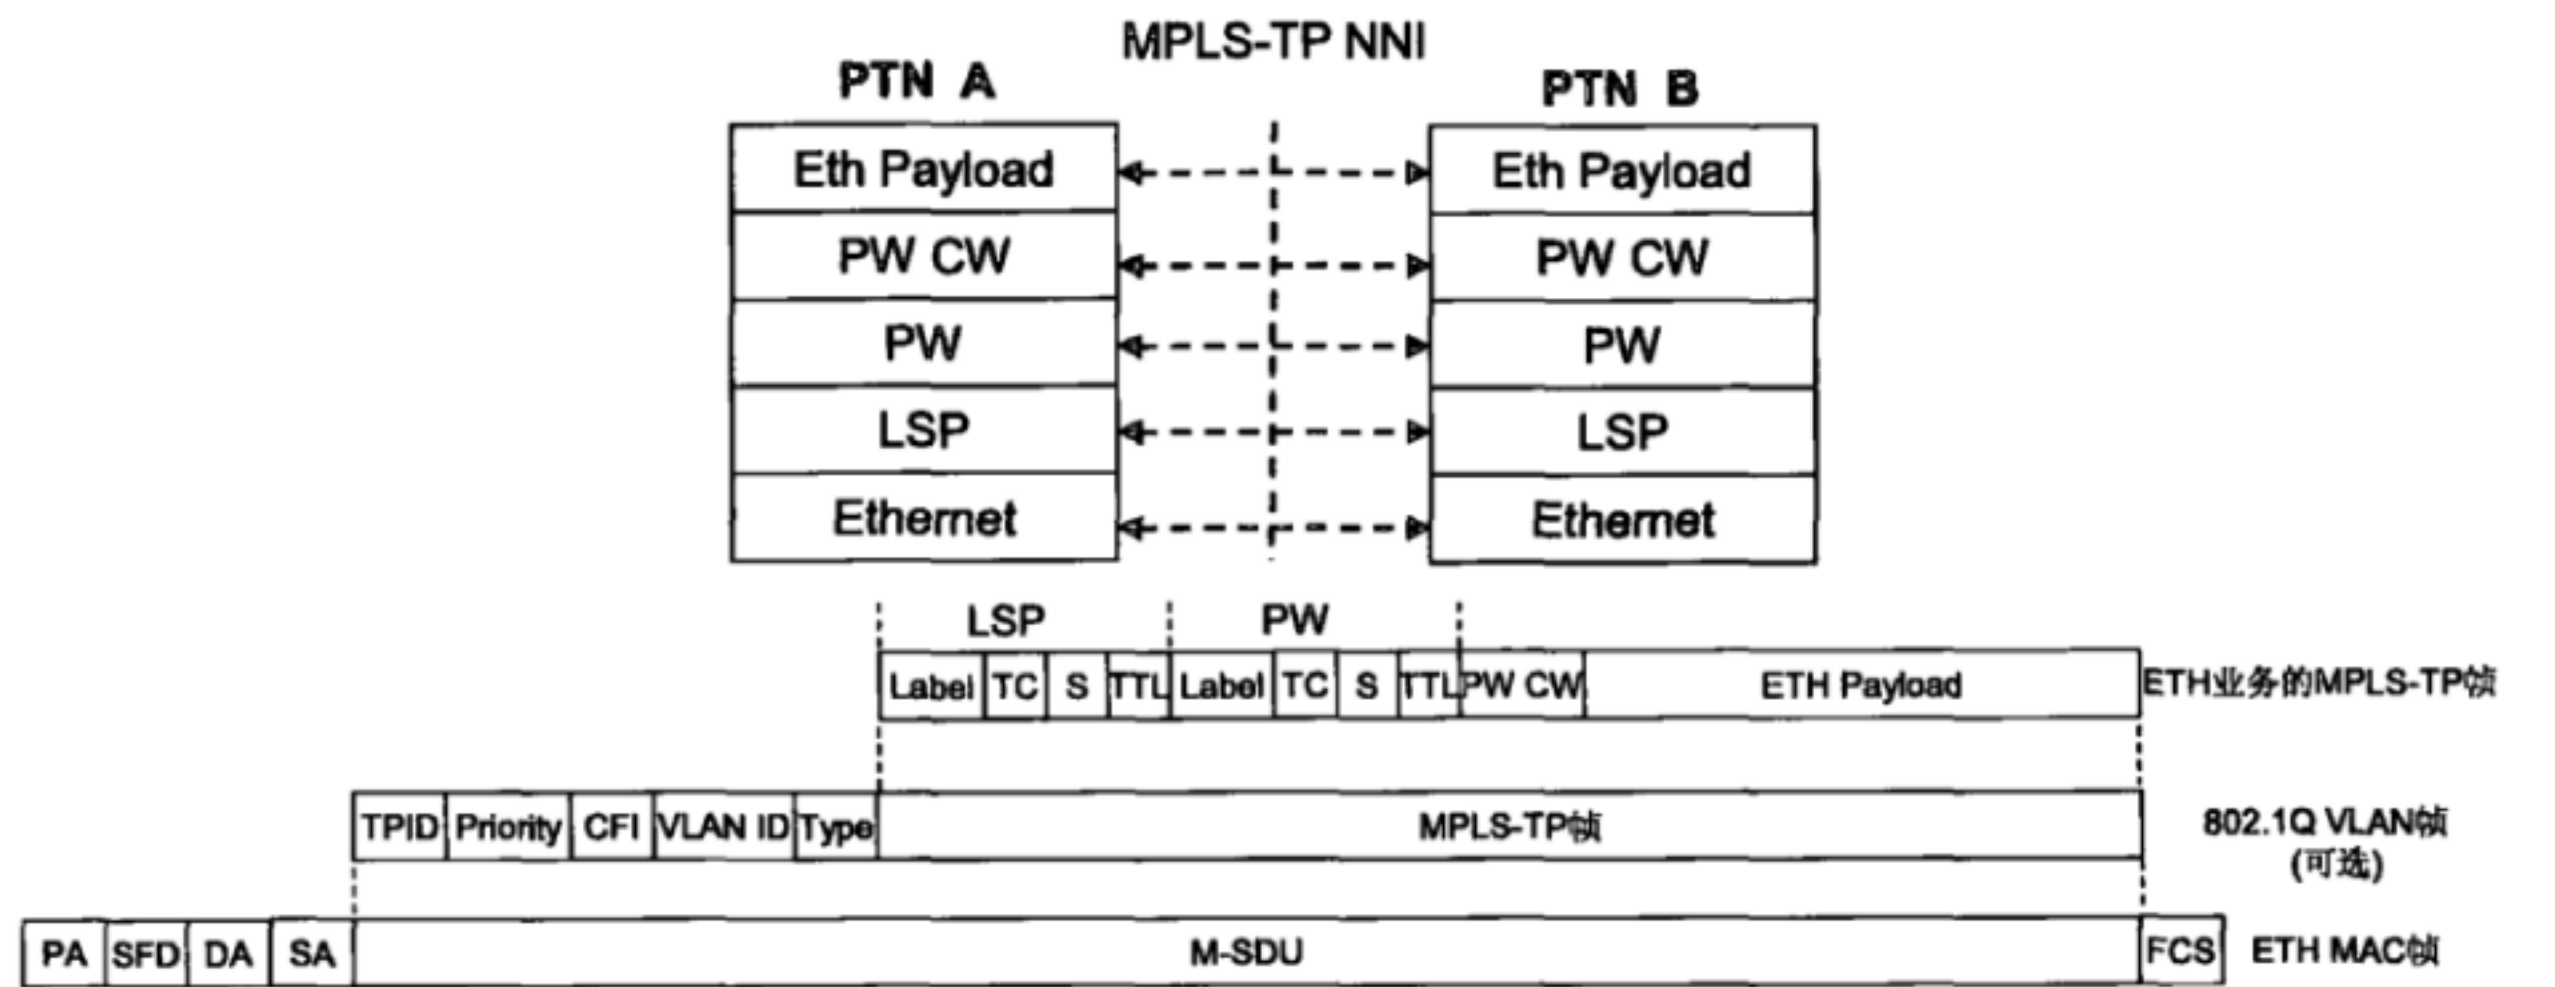 MPLS-TP NNI
PTN A
PTN B
Eth Payload
Eth Payload
PW CW
PW CW
PW
PW
LSP
LSP
Ethernet
Ethernet
LSP PW
Label TC S TTL Label TC S TTL PW CW ETH Payload ETH业务的MPLS-TP帧
TPID Priority CFI VLAN ID Type MPLS-TP帧 802.1Q VLAN帧
(可选)
PA SFD DA SA M-SDU FCS ETH MAC帧